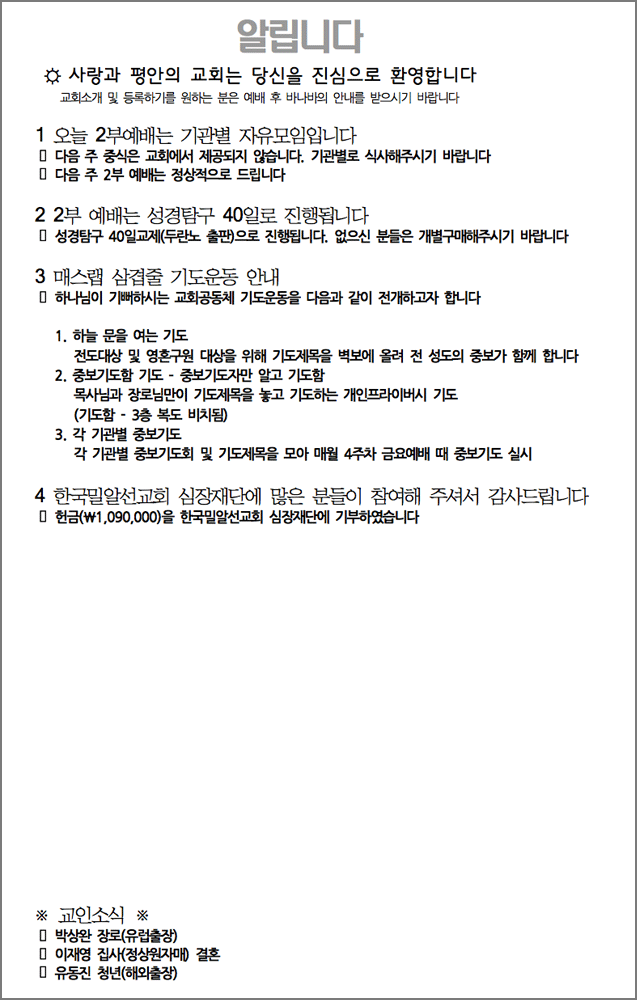 알립니다
☼ 사랑과 평안의 교회는 당신을 진심으로 환영합니다
교회소개 및 등록하기를 원하는 분은 예배 후 바나바의 안내를 받으시기 바랍니다
1 오늘 2부예배는 기관별 자유모임입니다
▯ 다음 주 중식은 교회에서 제공되지 않습니다. 기관별로 식사해주시기 바랍니다
▯ 다음 주 2부 예배는 정상적으로 드립니다
2 2부 예배는 성경탐구 40일로 진행됩니다
▯ 성경탐구 40일교제(두란노 출판)으로 진행됩니다. 없으신 분들은 개별구매해주시기 바랍니다
3 매스랩 삼겹줄 기도운동 안내
▯ 하나님이 기뻐하시는 교회공동체 기도운동을 다음과 같이 전개하고자 합니다
1. 하늘 문을 여는 기도
전도대상 및 영혼구원 대상을 위해 기도제목을 벽보에 올려 전 성도의 중보가 함께 합니다
2. 중보기도함 기도 - 중보기도자만 알고 기도함
목사님과 장로님만이 기도제목을 놓고 기도하는 개인프라이버시 기도
(기도함 - 3층 복도 비치됨)
3. 각 기관별 중보기도
각 기관별 중보기도회 및 기도제목을 모아 매월 4주차 금요예배 때 중보기도 실시
4 한국밀알선교회 심장재단에 많은 분들이 참여해 주셔서 감사드립니다
▯ 헌금(₩1,090,000)을 한국밀알선교회 심장재단에 기부하였습니다
※ 교인소식 ※
▯ 박상완 장로(유럽출장)
▯ 이재영 집사(정상원자매) 결혼
▯ 유동진 청년(해외출장)